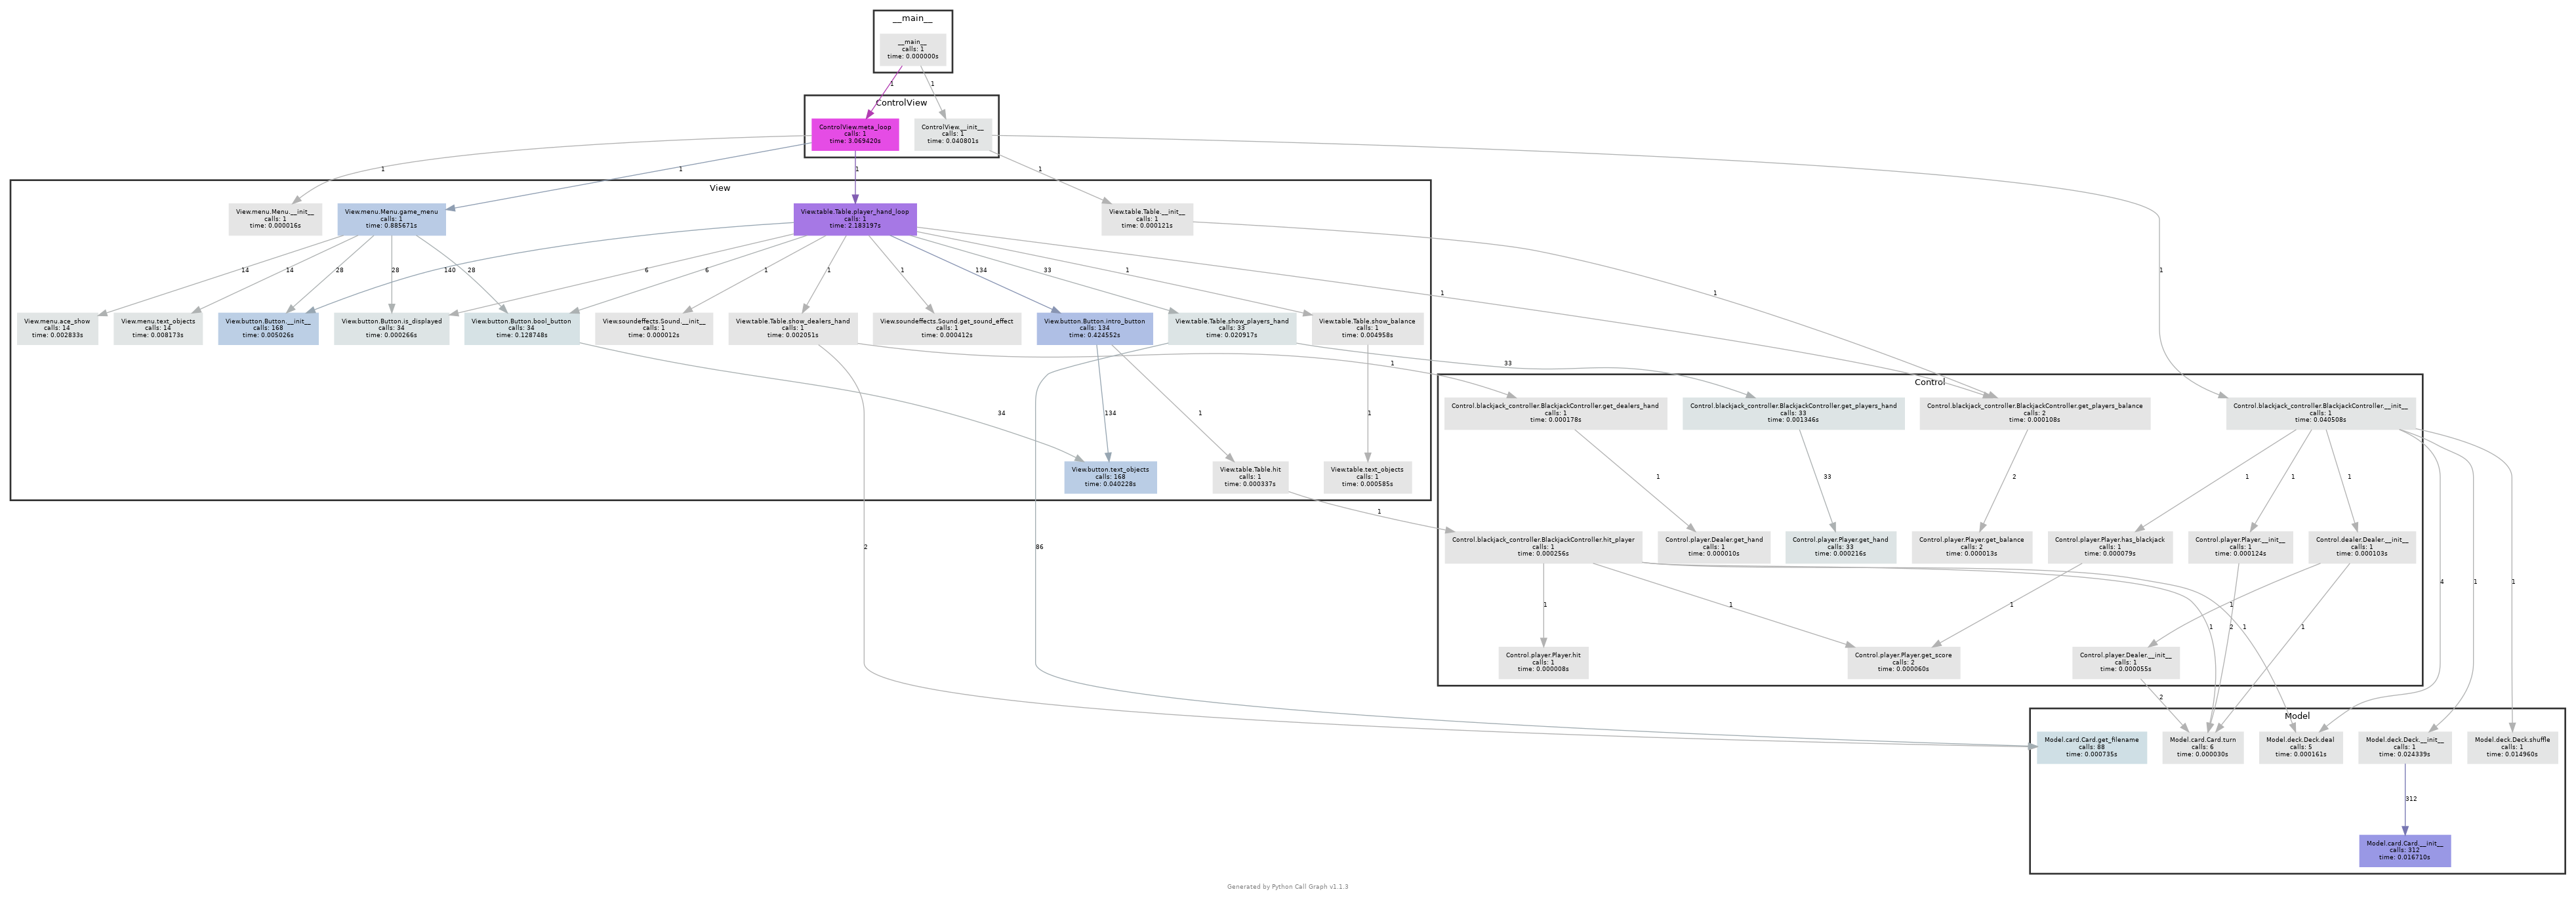 __main__
__main__
calls: 1
time: 0.000000s
1
1
ControlView
ControlView.meta_loop
calls: 1
time: 3.069420s
ControlView.__init__
calls: 1
time: 0.040801s
1
1
1
1
1
View
View.menu.Menu.__init__
calls: 1
time: 0.000016s
View.menu.Menu.game_menu
calls: 1
time: 0.885671s
View.table.Table.player_hand_loop
calls: 1
time: 2.183197s
View.table.Table.__init__
calls: 1
time: 0.000121s
14
14
28
28
140
28
6
6
1
1
1
134
33
1
1
1
View.menu.ace_show
calls: 14
time: 0.002833s
View.menu.text_objects
calls: 14
time: 0.008173s
View.button.Button.__init__
calls: 168
time: 0.005026s
View.button.Button.is_displayed
calls: 34
time: 0.000266s
View.button.Button.bool_button
calls: 34
time: 0.128748s
View.soundeffects.Sound.__init__
calls: 1
time: 0.000012s
View.table.Table.show_dealers_hand
calls: 1
time: 0.002051s
View.soundeffects.Sound.get_sound_effect
calls: 1
time: 0.000412s
View.button.Button.intro_button
calls: 134
time: 0.424552s
View.table.Table.show_players_hand
calls: 33
time: 0.020917s
View.table.Table.show_balance
calls: 1
time: 0.004958s
1
33
34
134
1
1
Control
Control.blackjack_controller.BlackjackController.get_dealers_hand
calls: 1
time: 0.000178s
Control.blackjack_controller.BlackjackController.get_players_hand
calls: 33
time: 0.001346s
Control.blackjack_controller.BlackjackController.get_players_balance
calls: 2
time: 0.000108s
Control.blackjack_controller.BlackjackController.__init__
calls: 1
time: 0.040508s
View.button.text_objects
calls: 168
time: 0.040228s
View.table.Table.hit
calls: 1
time: 0.000337s
View.table.text_objects
calls: 1
time: 0.000585s
1
33
2
1
1
1
1
2
86
4
1
1
Control.blackjack_controller.BlackjackController.hit_player
calls: 1
time: 0.000256s
Control.player.Dealer.get_hand
calls: 1
time: 0.000010s
Control.player.Player.get_hand
calls: 33
time: 0.000216s
Control.player.Player.get_balance
calls: 2
time: 0.000013s
Control.player.Player.has_blackjack
calls: 1
time: 0.000079s
Control.player.Player.__init__
calls: 1
time: 0.000124s
Control.dealer.Dealer.__init__
calls: 1
time: 0.000103s
1
1
1
1
1
2
1
1
Control.player.Player.hit
calls: 1
time: 0.000008s
Control.player.Player.get_score
calls: 2
time: 0.000060s
Control.player.Dealer.__init__
calls: 1
time: 0.000055s
2
Model
Model.card.Card.get_filename
calls: 88
time: 0.000735s
Model.card.Card.turn
calls: 6
time: 0.000030s
Model.deck.Deck.deal
calls: 5
time: 0.000161s
Model.deck.Deck.__init__
calls: 1
time: 0.024339s
Model.deck.Deck.shuffle
calls: 1
time: 0.014960s
312
Model.card.Card.__init__
calls: 312
time: 0.016710s
Generated by Python Call Graph v1.1.3